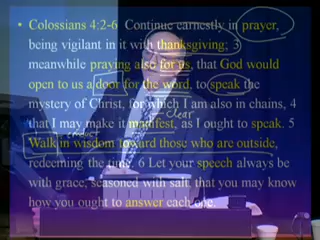 • Colossians 4:2-6 Continue earnestly in prayer,
being vigilant in it with thanksgiving; 3
meanwhile praying also for us, that God would
open to us a door for the word, to speak the
mystery of Christ, for which I am also in chains, 4
clear
that I may make it manifest, as I ought to speak. 5
conduct
Walk in wisdom toward those who are outside,
redeeming the time. 6 Let your speech always be
with grace, seasoned with salt, that you may know
how you ought to answer each one.